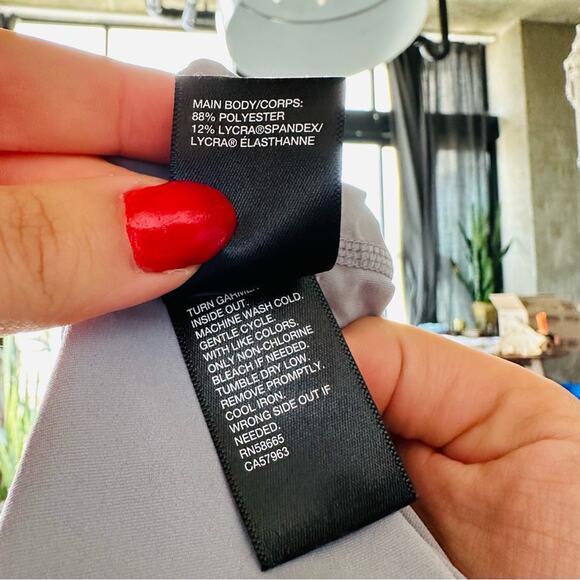 MAIN BODY/CORPS:
88% POLYESTER
12% LYCRA®SPANDEX/
LYCRA® ÉLASTHANNE
TURN GARMEN
INSIDE OUT.
MACHINE WASH COLD.
GENTLE CYCLE.
WITH LIKE COLORS.
ONLY NON-CHLORINE
BLEACH IF NEEDED.
TUMBLE DRY LOW.
REMOVE PROMPTLY.
COOL IRON.
WRONG SIDE OUT IF
NEEDED.
RN58665
CA57963